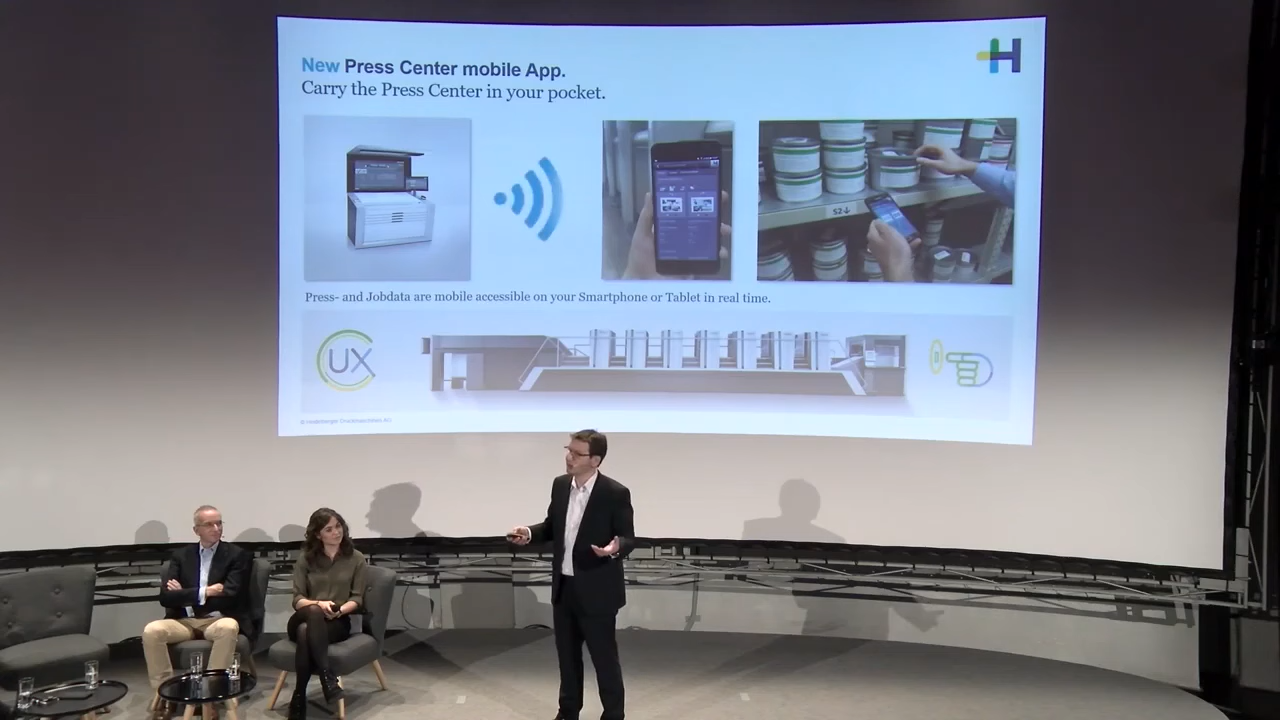 New Press Center mobile App.
Carry the Press Center in your pocket.
52↓
Press- and Jobdata are mobile accessible on your Smartphone or Tablet in real time.
UX
© Heidelberger Druckmaschinen AG